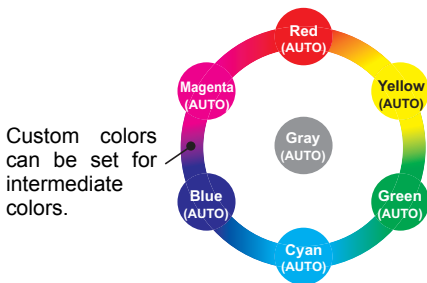 Red
(AUTO)
Magenta
(AUTO)
Yellow
(AUTO)
Custom colors
can be set for
intermediate
colors.
Gray
(AUTO)
Blue
(AUTO)
Green
(AUTO)
Cyan
(AUTO)